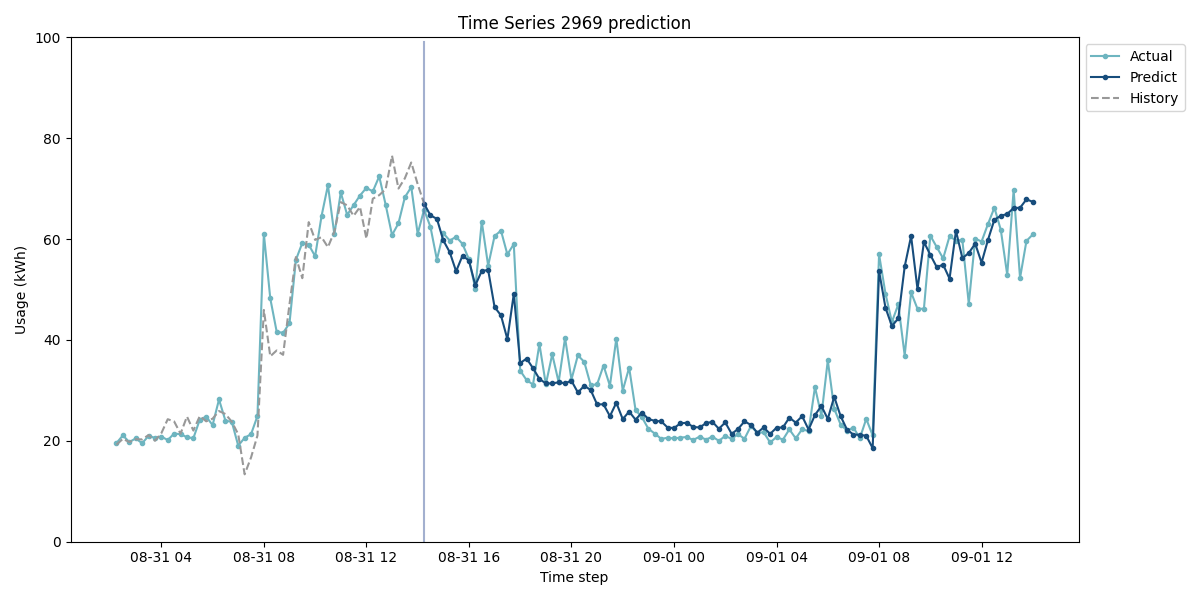 Time Series 2969 prediction
Actual
Predict
History
Usage (kWh)
100
80
60
40
20
0
08-31 04
08-31 08
08-31 12
08-31 16
08-31 20
09-01 00
09-01 04
09-01 08
09-01 12
Time step